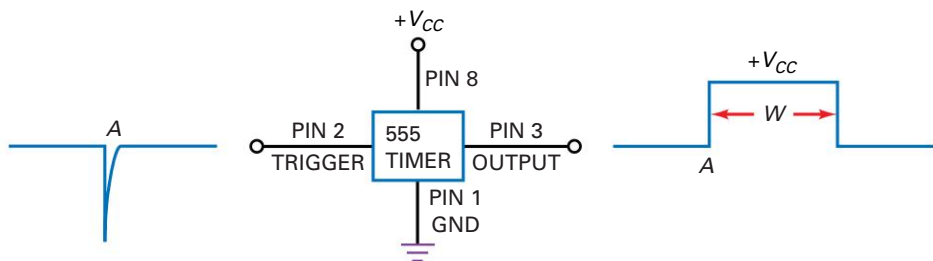 +VCC
PIN 8
A
PIN 2
TRIGGER
555
TIMER
PIN 3
OUTPUT
PIN 1
GND
+VCC
W
A